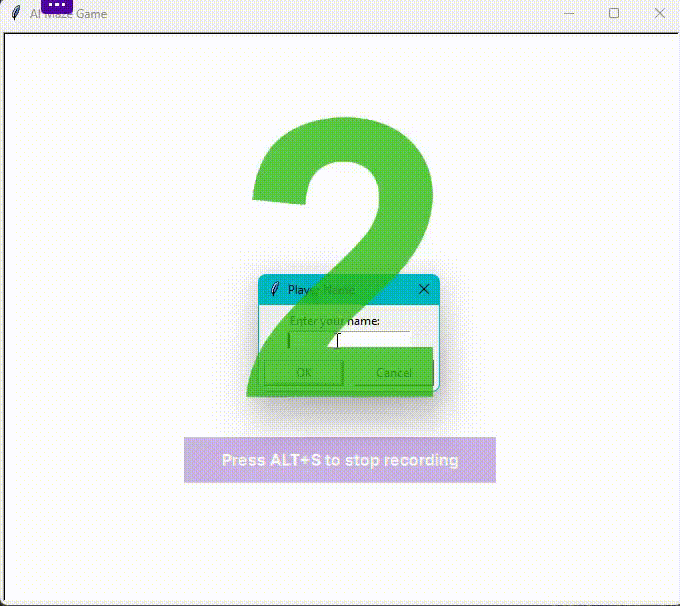 AI Maze Game
2
Player Name
Enter your name:
OK
Cancel
Press ALT+S to stop recording